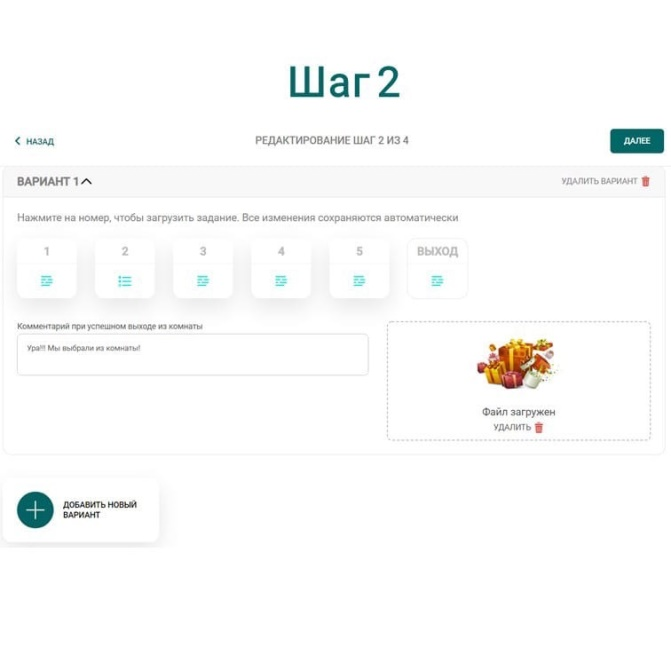 Шаг 2
НАЗАД
РЕДАКТИРОВАНИЕ ШАГ 2 ИЗ 4
ДАЛЕЕ
ВАРИАНТ 1
УДАЛИТЬ ВАРИАНТ
Нажмите на номер, чтобы загрузить задание. Все изменения сохраняются автоматически
1
2
3
4
5
ВЫХОД
Комментарий при успешном выходе из комнаты
Ура!!! Мы выбрали из комнаты!
Файл загружен
УДАЛИТЬ
ДОБАВИТЬ НОВЫЙ
ВАРИАНТ